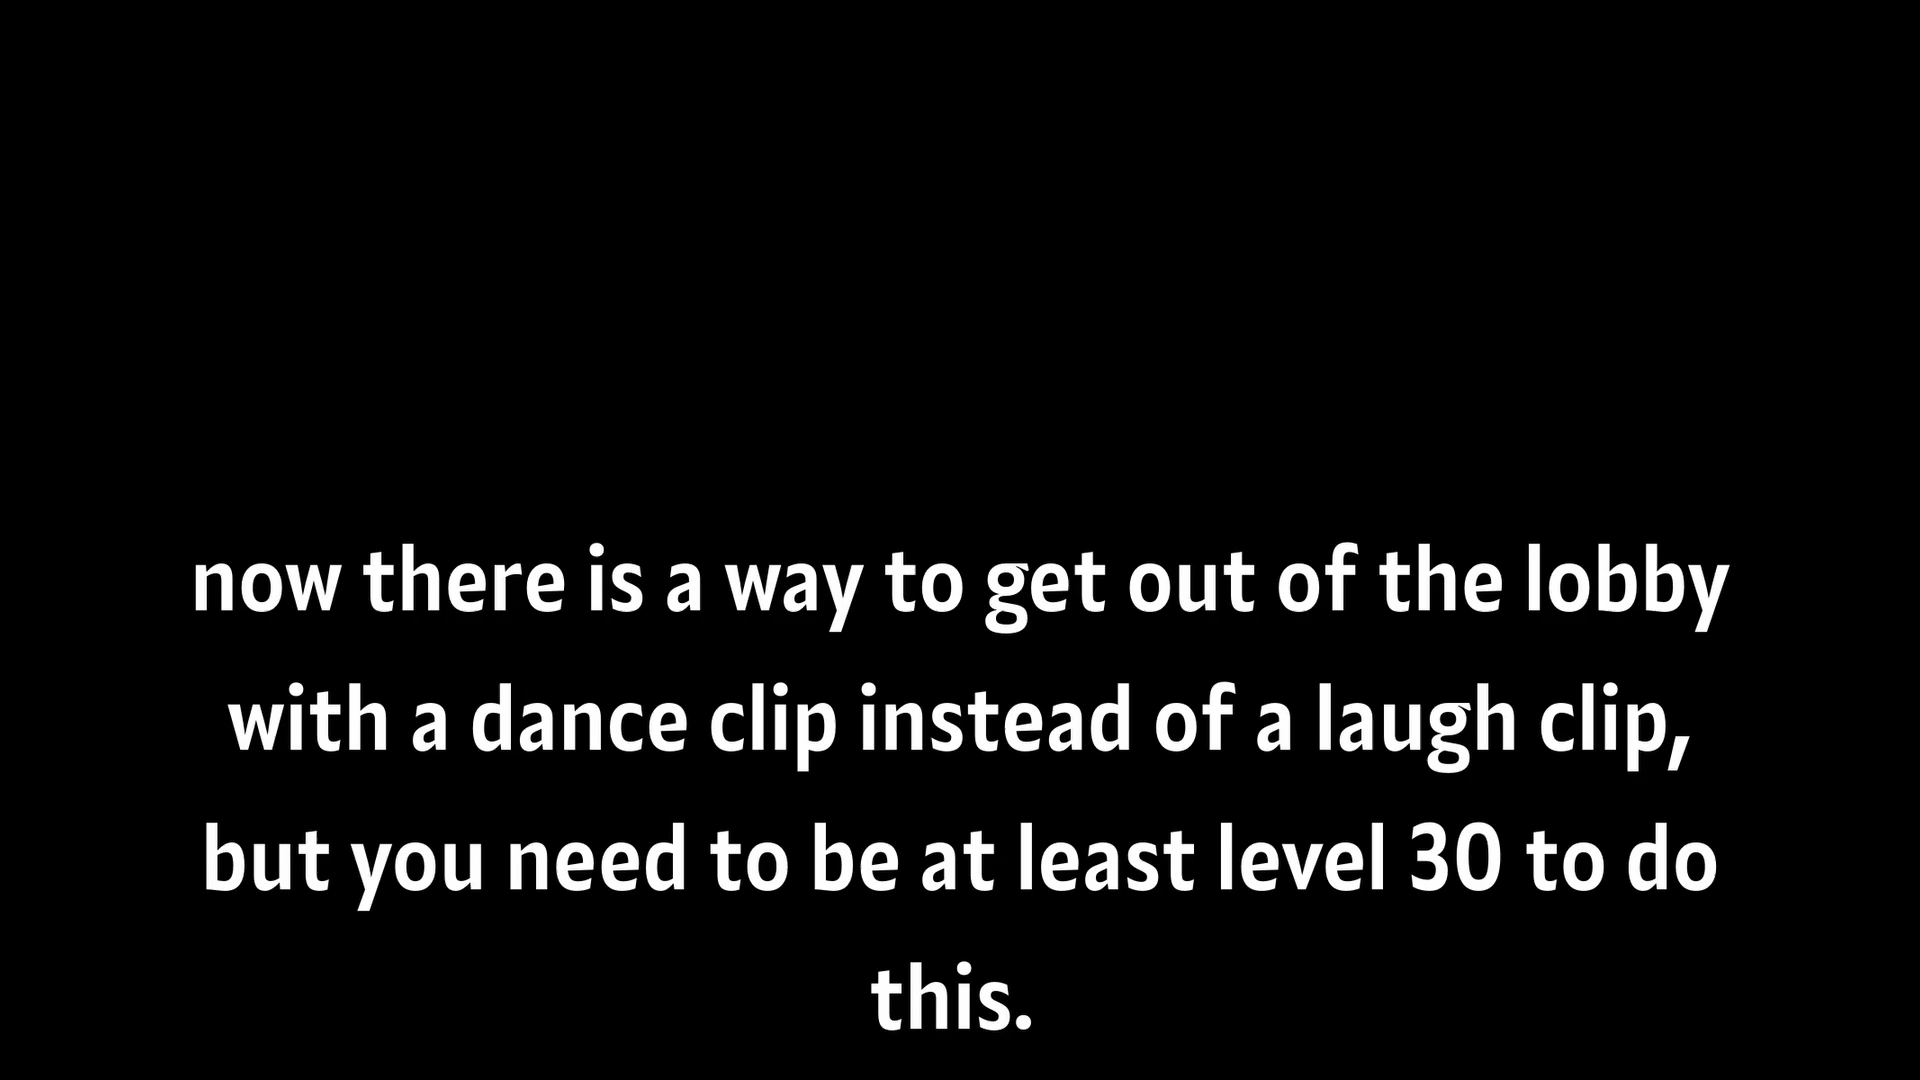 now there is a way to get out of the lobby
with a dance clip instead of a laugh clip,
but you need to be at least level 30 to do
this.